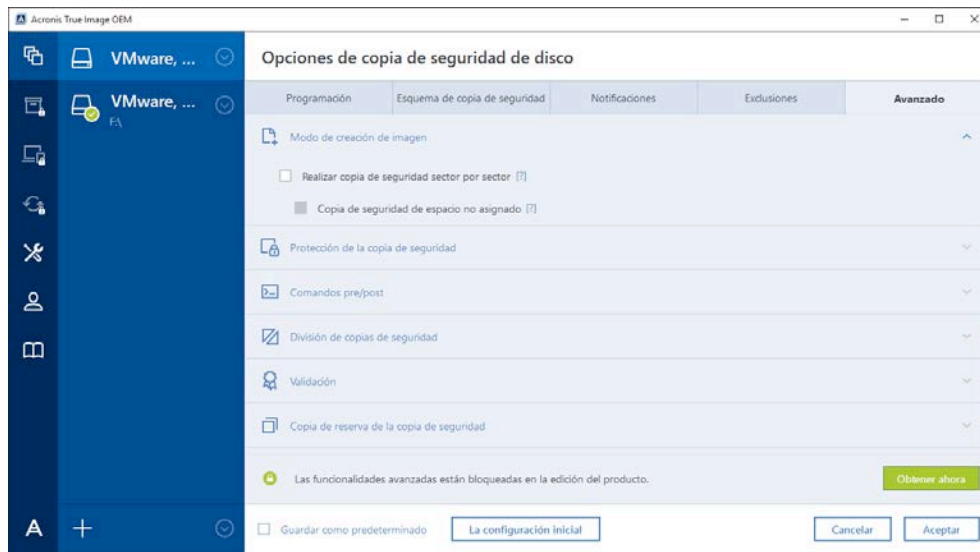 Acronis True Image OEM
VMware, ...
VMware, ...
F:\
Opciones de copia de seguridad de disco
Programación
Esquema de copia de seguridad
Notificaciones
Exclusiones
Avanzado
Modo de creación de imagen
Realizar copia de seguridad sector por sector [?]
Copia de seguridad de espacio no asignado [?]
Protección de la copia de seguridad
Comandos pre/post
División de copias de seguridad
Validación
Copia de reserva de la copia de seguridad
Las funcionalidades avanzadas están bloqueadas en la edición del producto.
Obtener ahora
Guardar como predeterminado
La configuración inicial
Cancelar
Aceptar